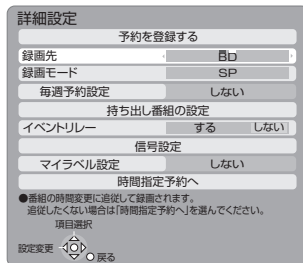 詳細設定
予約を登録する
録画先 BD
録画モード SP
毎週予約設定 しない
持ち出し番組の設定
イベントリレー する しない
信号設定
マイラベル設定 しない
時間指定予約へ
●番組の時間変更に追従して録画されます。
追従したくない場合は「時間指定予約へ」を選んでください。
項目選択
設定変更 戻る